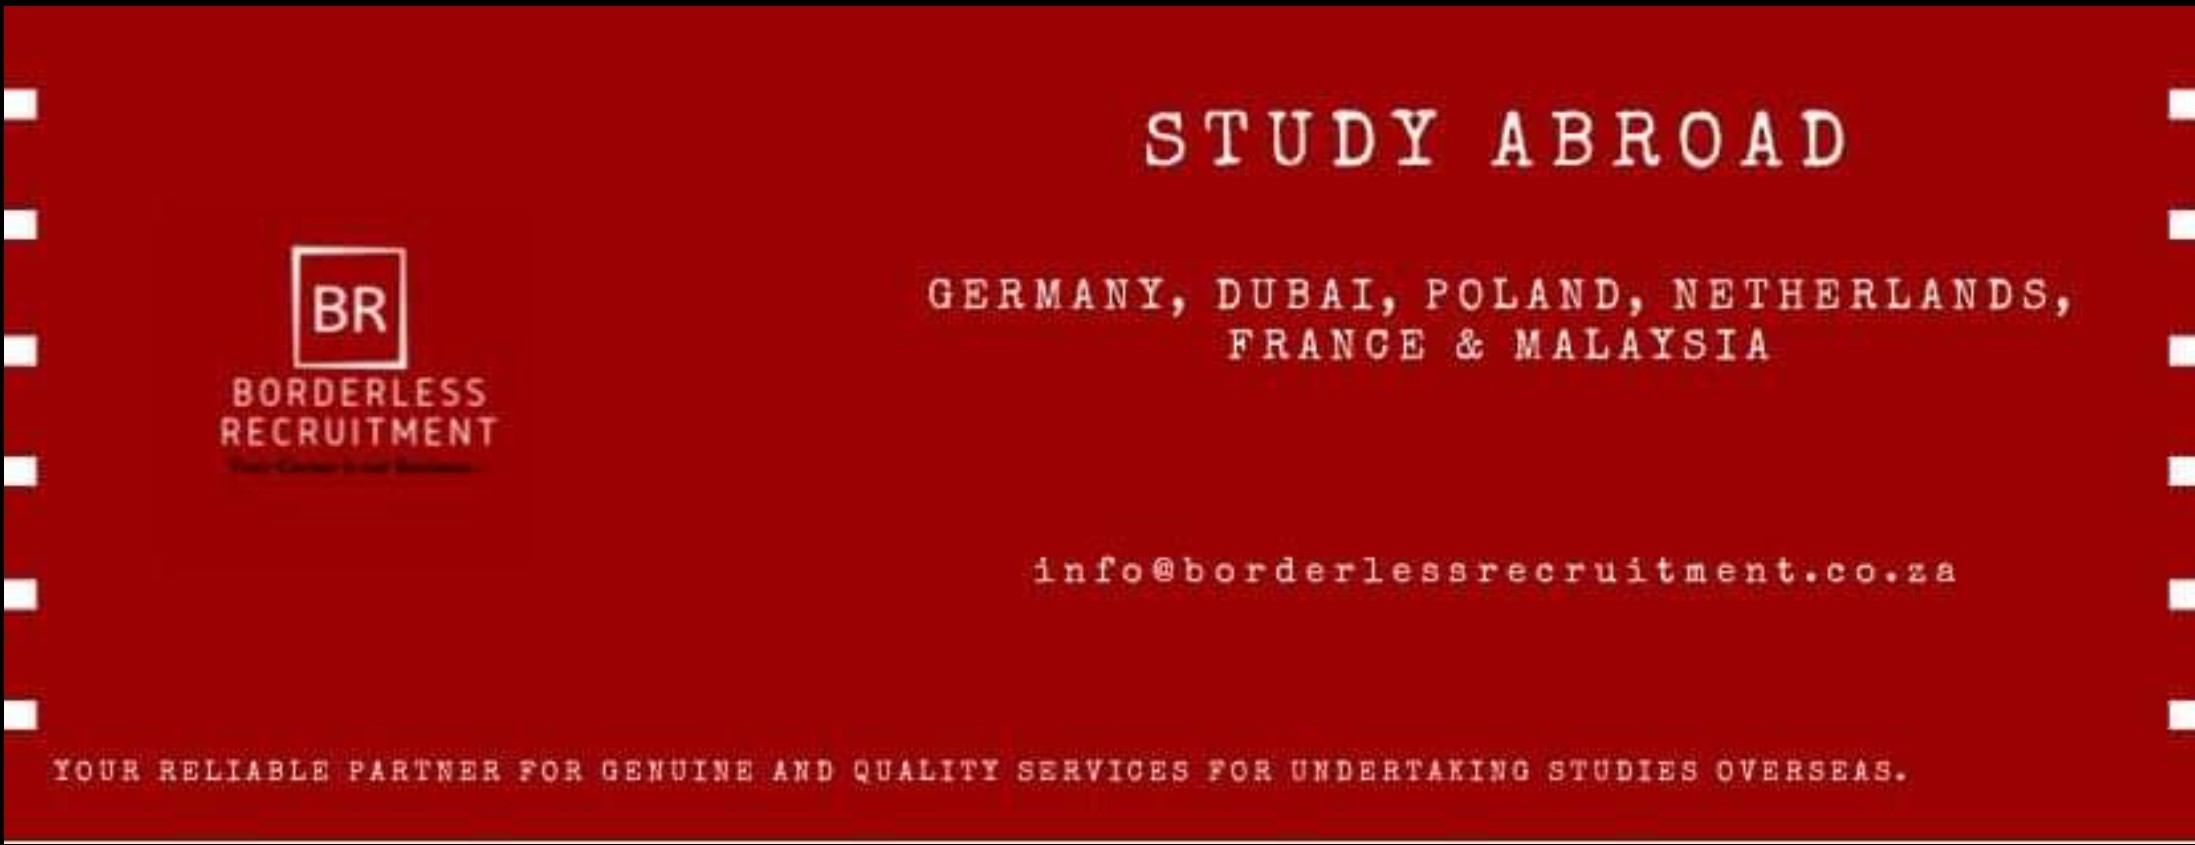 STUDY ABROAD
GERMANY, DUBAI, POLAND, NETHERLANDS,
FRANCE & MALAYSIA
BR
BORDERLESS
RECRUITMENT
info@borderlessrecruitment.co.za
YOUR RELIABLE PARTNER FOR GENUINE AND QUALITY SERVICES FOR UNDERTAKING STUDIES OVERSEAS.